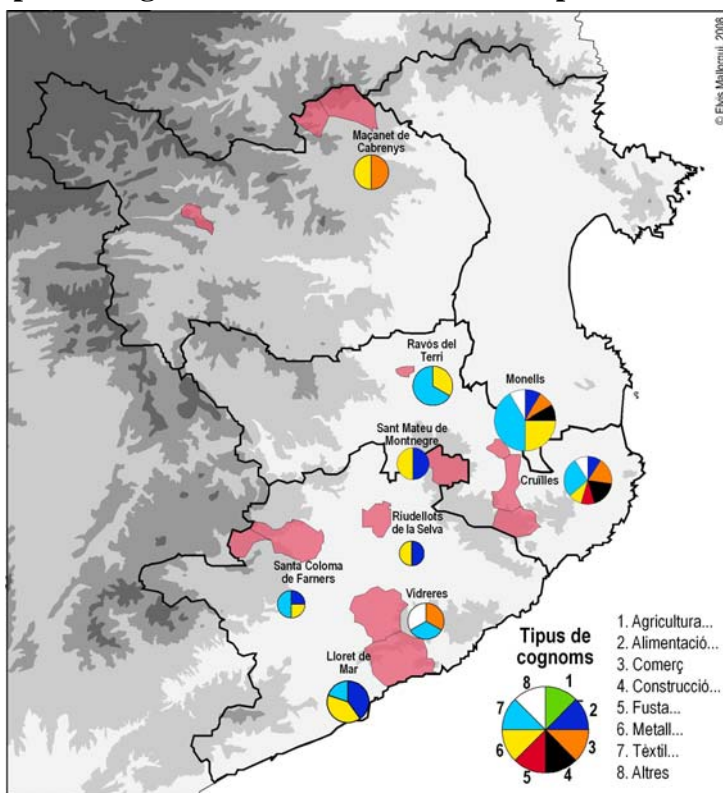 © Elvis Mallorquí, 2008
Maçanet de
Cabrenys
Ravós del
Terri
Monells
Sant Mateu de
Montnegre
Cruïlles
Riudellots
de la Selva
Santa Coloma
de Farners
Vidreres
Lloret de
Mar
Tipus de
cognoms
8 1
7 2
6 3
5 4
1. Agricultura...
2. Alimentació...
3. Comerç
4. Construcció...
5. Fusta...
6. Metall...
7. Tèxtil...
8. Altres